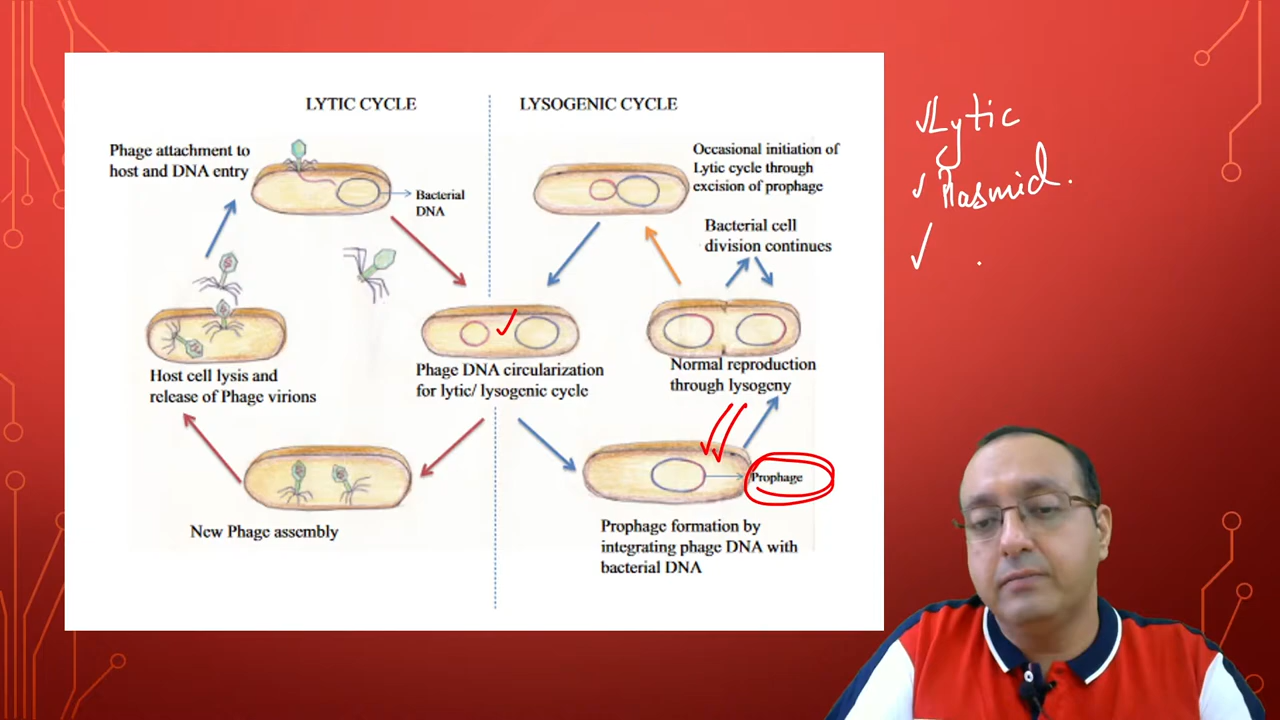 LYTIC CYCLE
LYSOGENIC CYCLE
Phage attachment to
host and DNA entry
Bacterial
DNA
Occasional initiation of
Lytic cycle through
excision of prophage
Bacterial cell
division continues
Host cell lysis and
release of Phage virions
Phage DNA circularization
for lytic/ lysogenic cycle
Normal reproduction
through lysogeny
New Phage assembly
Prophage
Prophage formation by
integrating phage DNA with
bacterial DNA
Lytic
Plasmid.